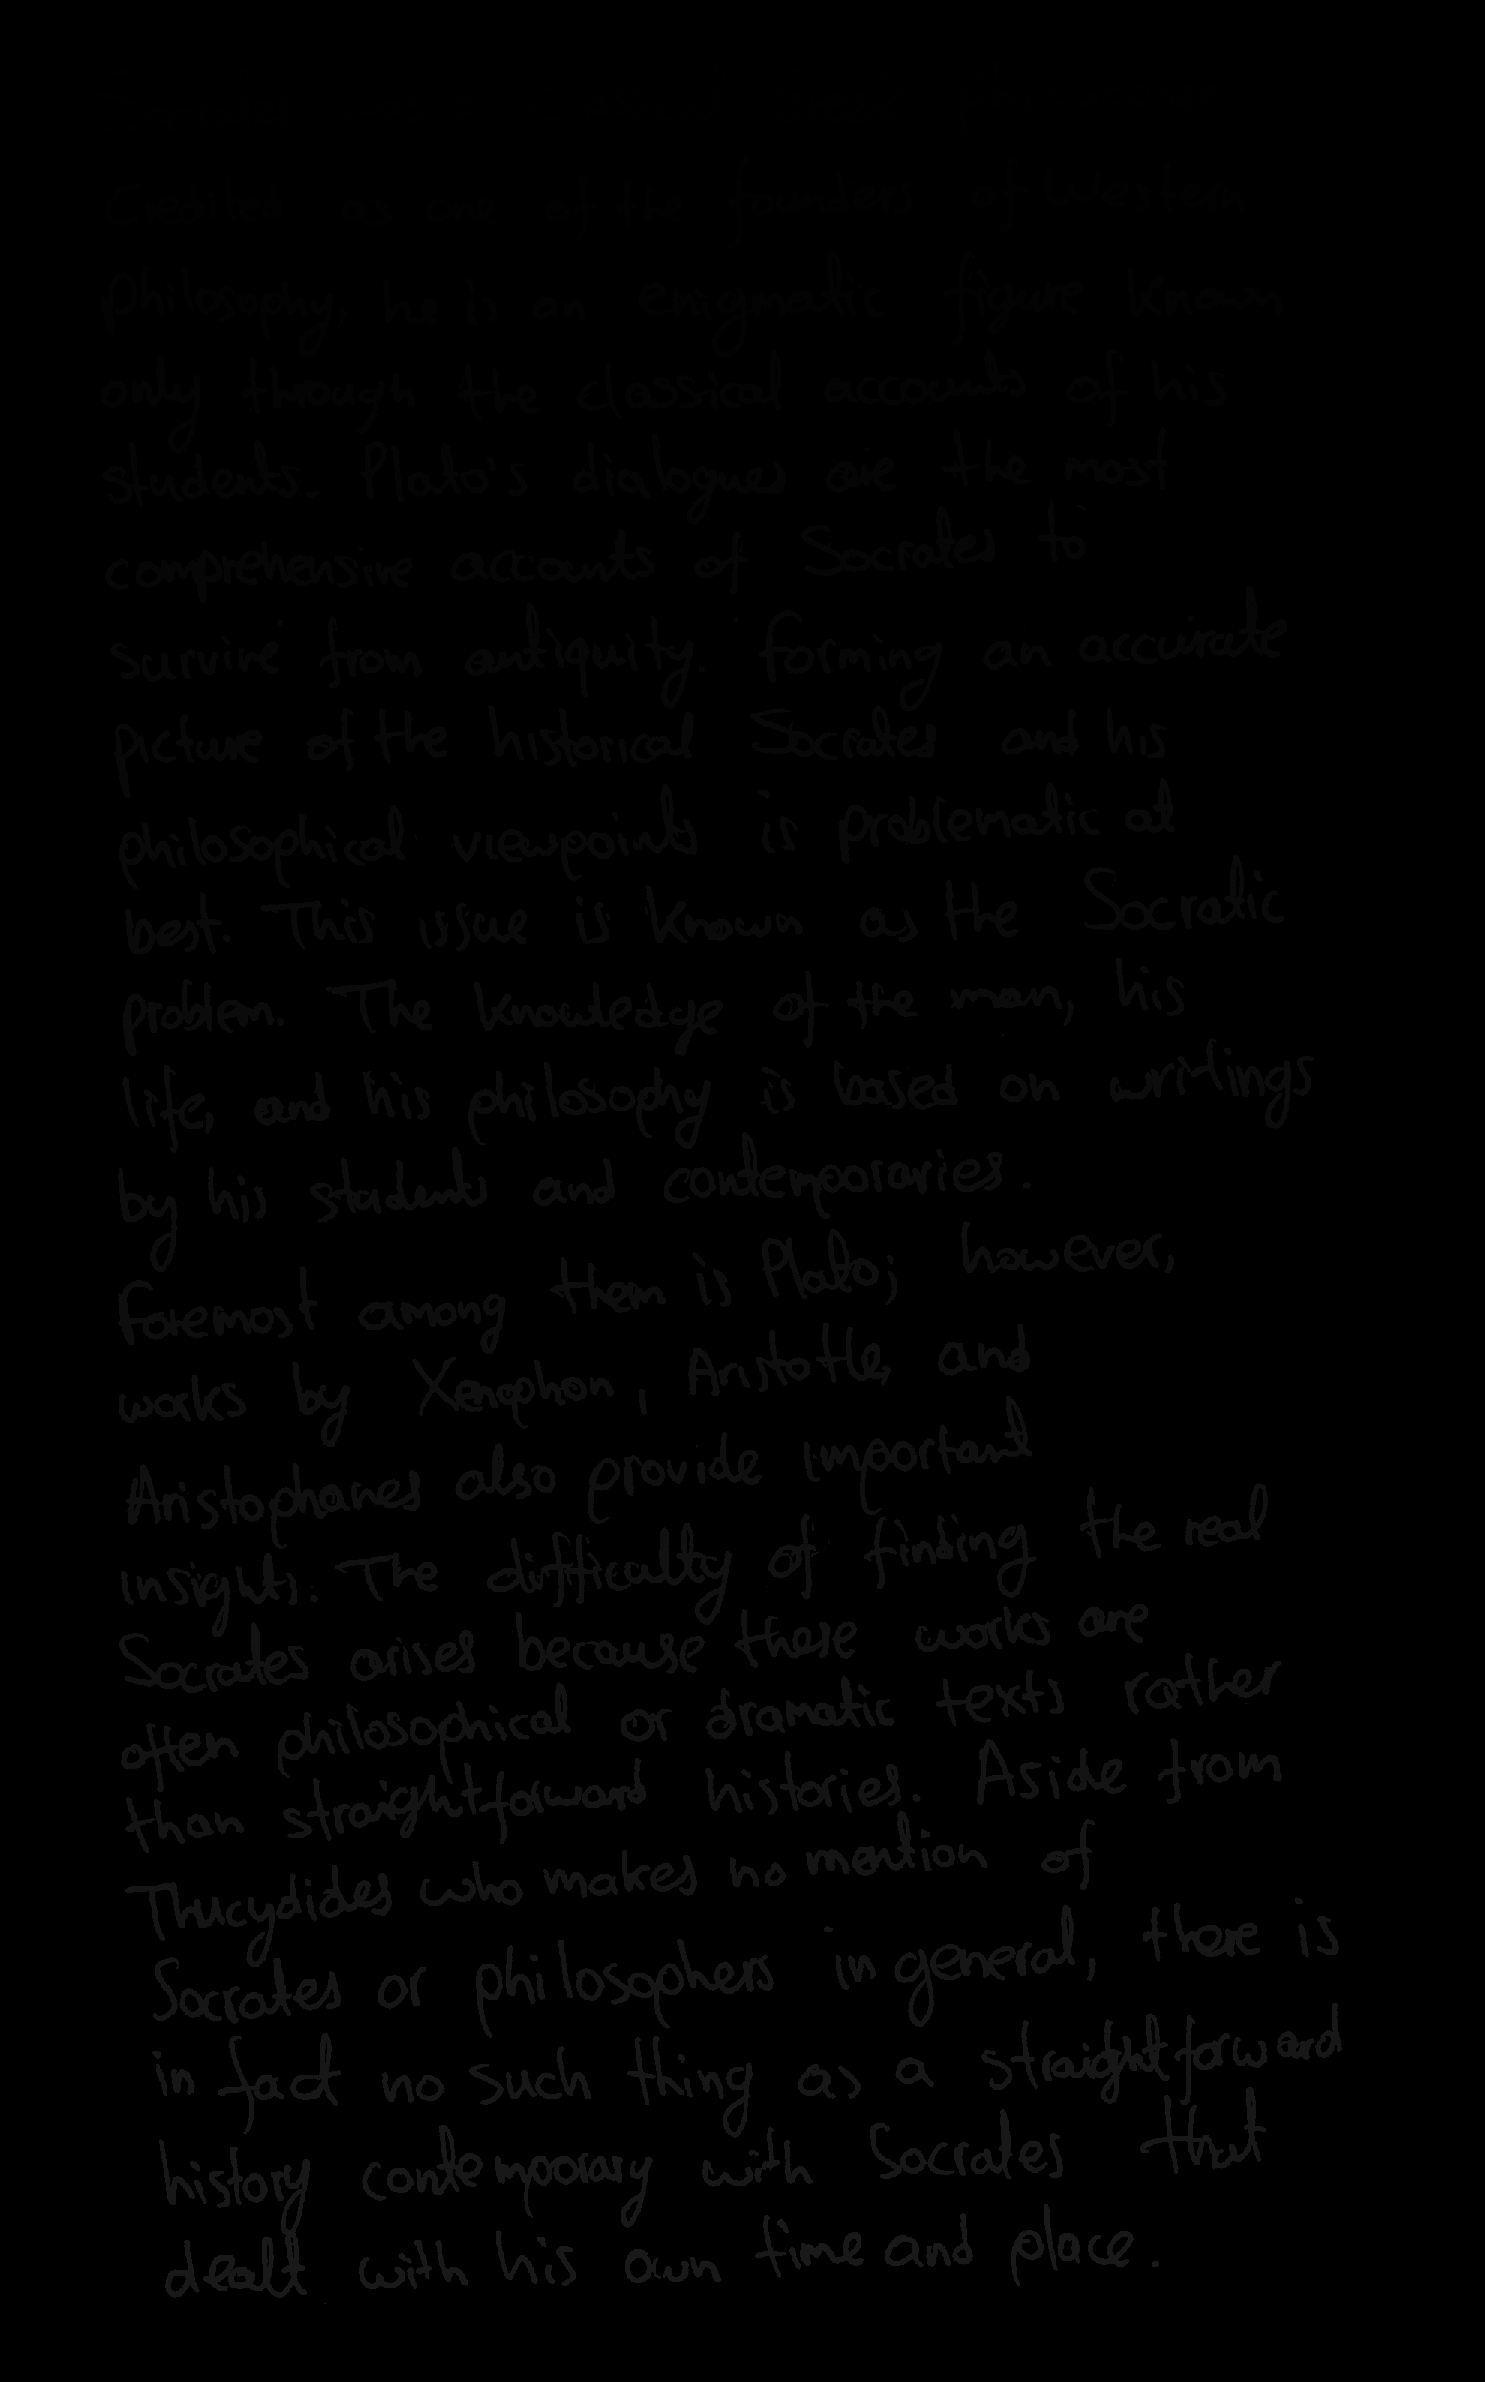 Socrates was a Classical Greek philosopher.
Credited as one of the founders of Western
philosophy, he is an enigmatic figure known
only through the classical accounts of his
students. Plato's dialogues are the most
comprehensive accounts of Socrates to
survive from antiquity. Forming an accurate
picture of the historical Socrates and his
philosophical viewpoints is problematic at
best. This issue is known as the Socratic
problem. The knowledge of the man, his
life, and his philosophy is based on writings
by his students and contemporaries.
Foremost among them is Plato; however,
works by Xenophon, Aristotle, and
Aristophanes also provide important
insights. The difficulty of finding the real
Socrates arises because these works are
often philosophical or dramatic texts rather
than straightforward histories. Aside from
Thucydides who makes no mention of
Socrates or philosophers in general, there is
in fact no such thing as a straightforward
history contemporary with Socrates that
dealt with his own time and place.